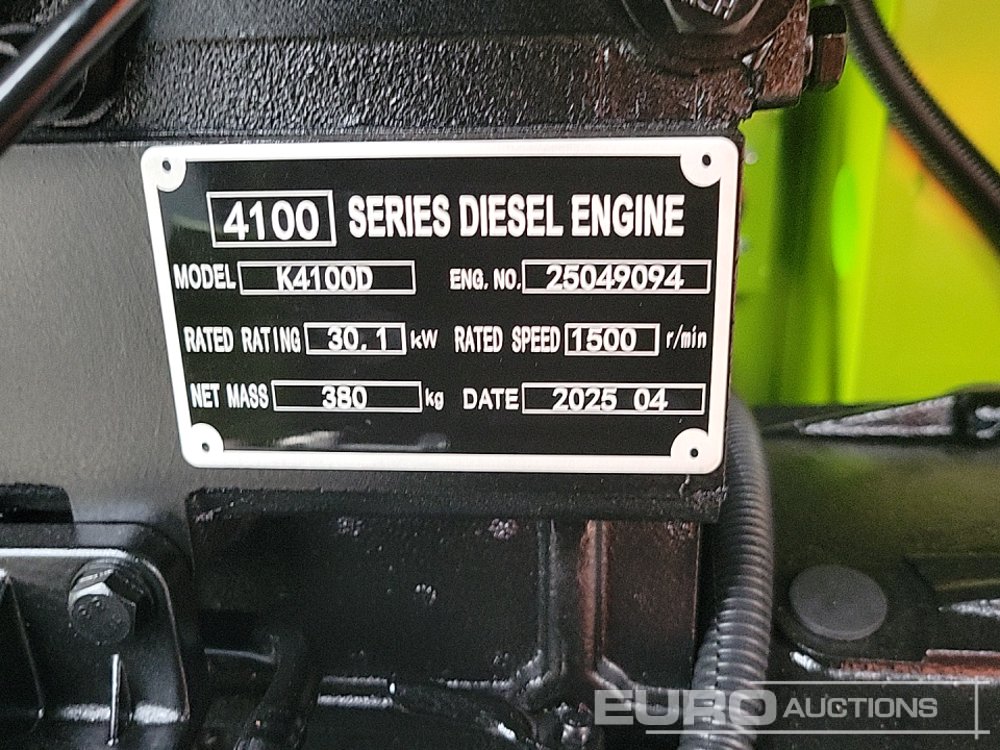 4100 SERIES DIESEL ENGINE
MODEL K4100D ENG. NO. 25049094
RATED RATING 30.1 kW RATED SPEED 1500 r/min
NET MASS 380 kg DATE 2025 04
EURO AUCTIONS